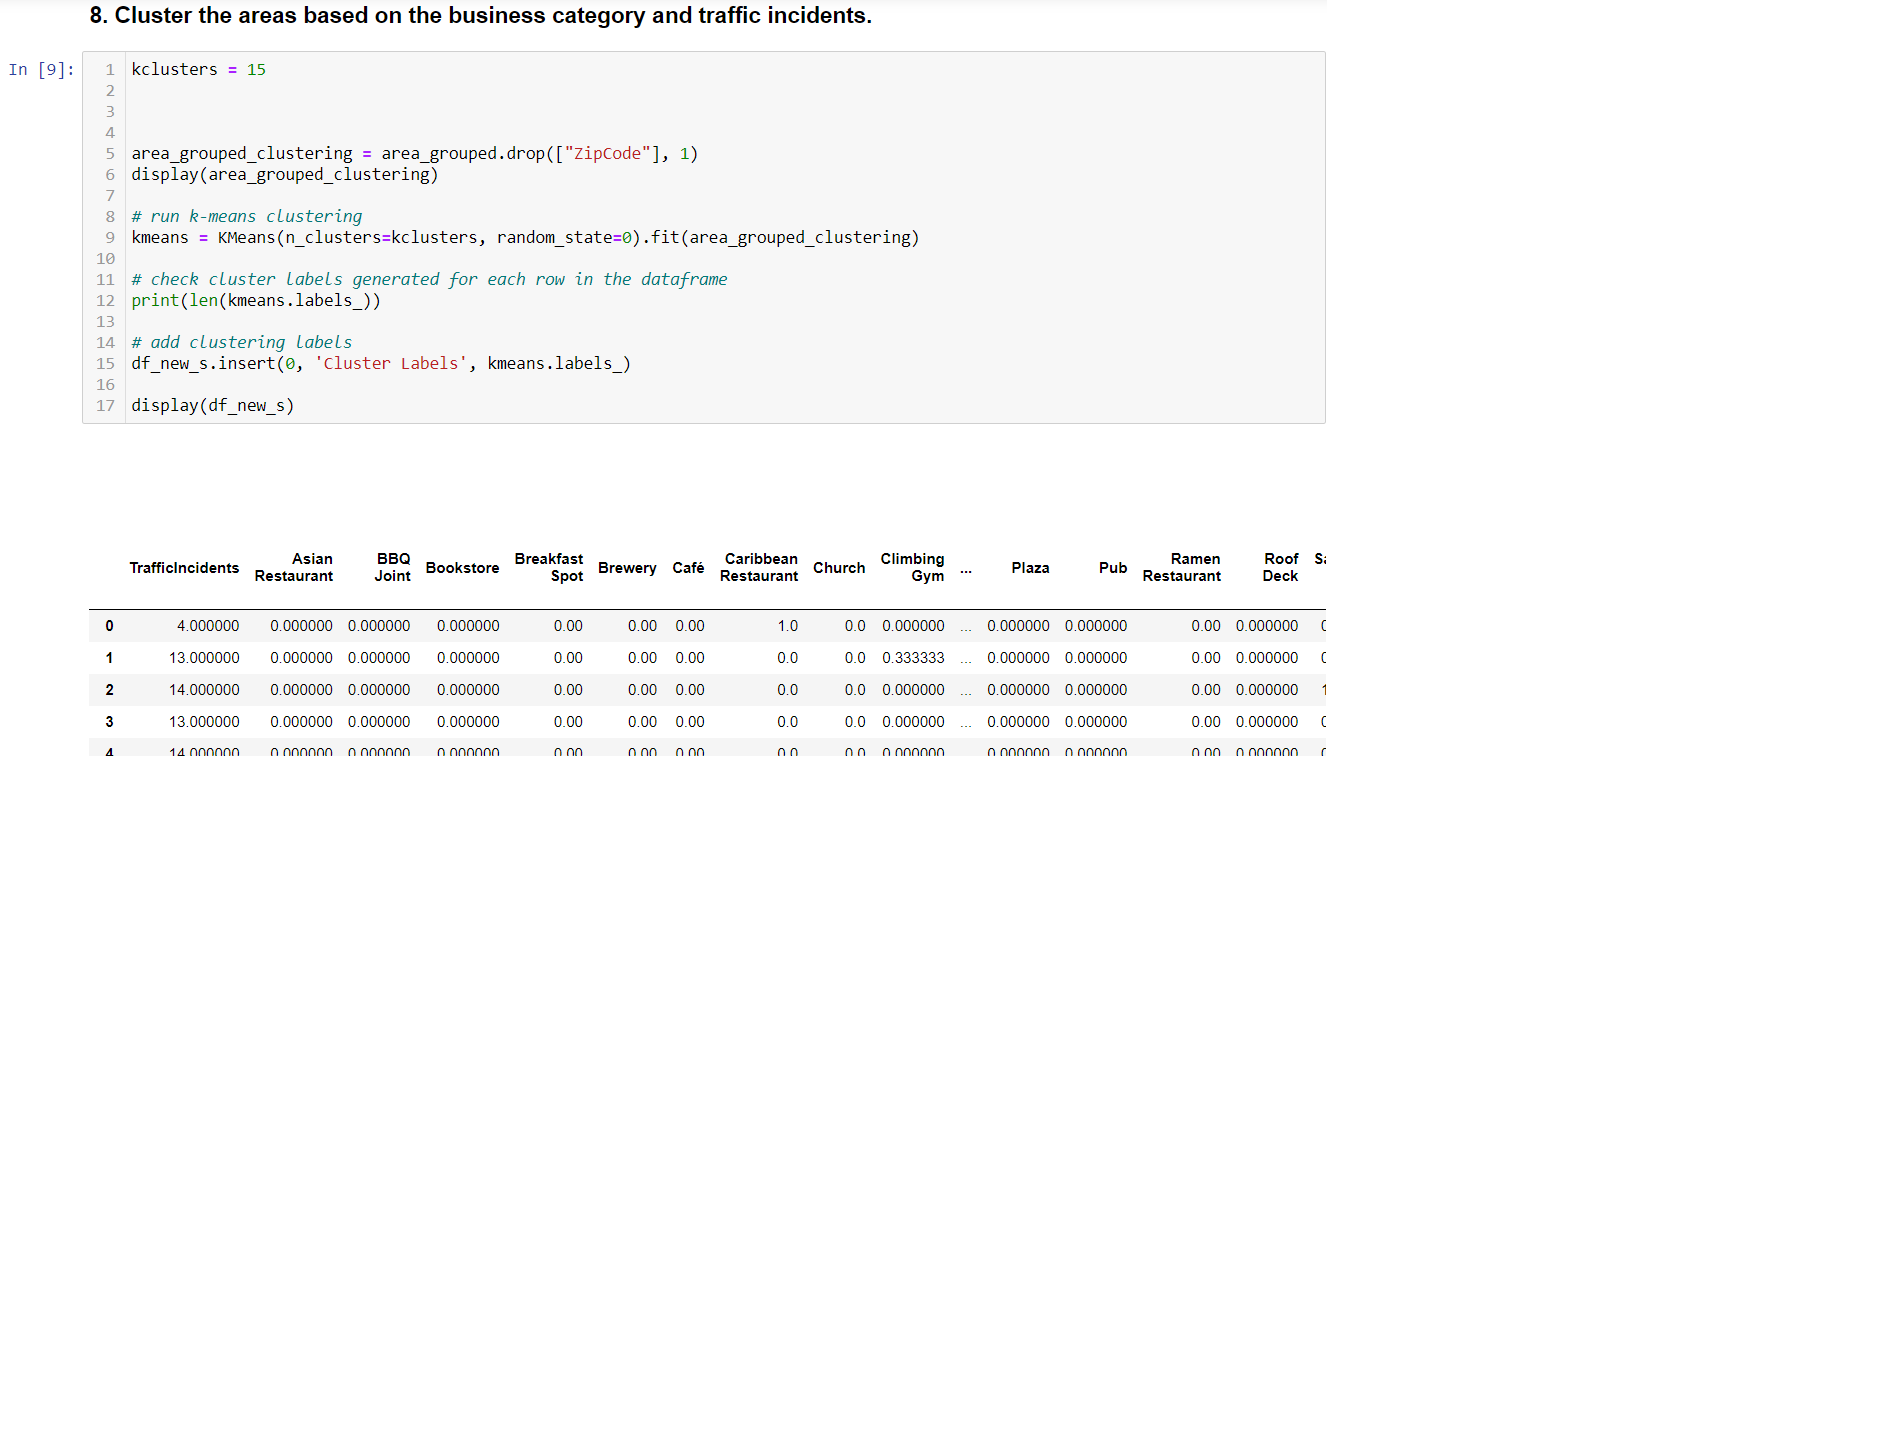 8. Cluster the areas based on the business category and traffic incidents.
In [9]:
1 kclusters = 15
2
3
4
5 area_grouped_clustering = area_grouped.drop(["ZipCode"], 1)
6 display(area_grouped_clustering)
7
8 # run k-means clustering
9 kmeans = KMeans(n_clusters=kclusters, random_state=0).fit(area_grouped_clustering)
10
11 # check cluster labels generated for each row in the dataframe
12 print(len(kmeans.labels_))
13
14 # add clustering labels
15 df_new_s.insert(0, 'Cluster Labels', kmeans.labels_)
16
17 display(df_new_s)
TrafficIncidents Asian Restaurant BBQ Joint Bookstore Breakfast Spot Brewery Café Caribbean Restaurant Church Climbing Gym ... Plaza Pub Ramen Restaurant Roof Deck
0 4.000000 0.000000 0.000000 0.000000 0.00 0.00 0.00 1.0 0.0 0.000000 ... 0.000000 0.000000 0.00 0.000000
1 13.000000 0.000000 0.000000 0.000000 0.00 0.00 0.00 0.0 0.0 0.333333 ... 0.000000 0.000000 0.00 0.000000
2 14.000000 0.000000 0.000000 0.000000 0.00 0.00 0.00 0.0 0.0 0.000000 ... 0.000000 0.000000 0.00 0.000000
3 13.000000 0.000000 0.000000 0.000000 0.00 0.00 0.00 0.0 0.0 0.000000 ... 0.000000 0.000000 0.00 0.000000
4 14.000000 0.000000 0.000000 0.000000 0.00 0.00 0.00 0.0 0.0 0.000000 0.000000 0.000000 0.00 0.000000